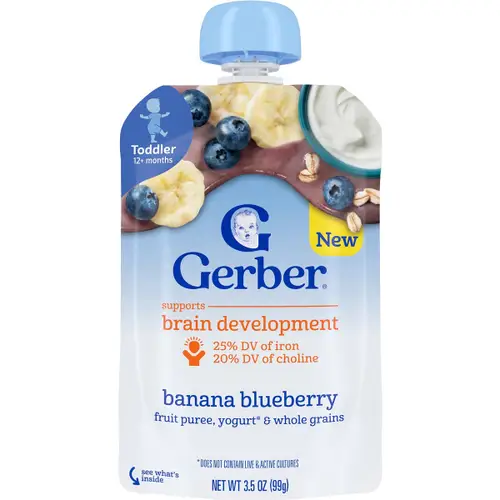 Toddler
12+ months
G
New
Gerber®
supports
brain development
25% DV of iron
20% DV of choline
banana blueberry
fruit puree, yogurt* & whole grains
*DOES NOT CONTAIN LIVE & ACTIVE CULTURES
see what's
inside
NET WT 3.5 OZ (99g)